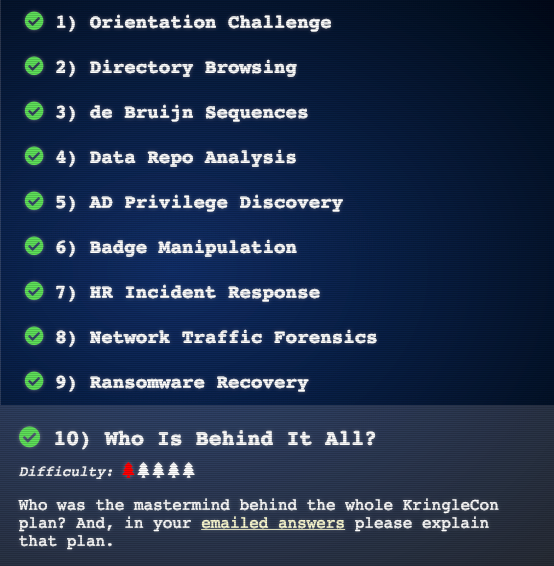 1) Orientation Challenge
2) Directory Browsing
3) de Bruijn Sequences
4) Data Repo Analysis
5) AD Privilege Discovery
6) Badge Manipulation
7) HR Incident Response
8) Network Traffic Forensics
9) Ransomware Recovery
10) Who Is Behind It All?
Difficulty:
Who was the mastermind behind the whole KringleCon
plan? And, in your emailed answers please explain
that plan.